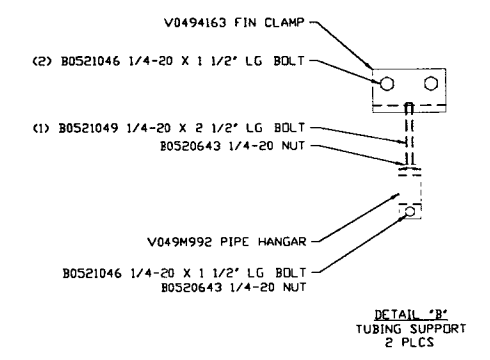 V0494163 FIN CLAMP
(2) B0521046 1/4-20 X 1 1/2" LG BOLT
(1) B0521049 1/4-20 X 2 1/2" LG BOLT
B0520643 1/4-20 NUT
V049M992 PIPE HANGAR
B0521046 1/4-20 X 1 1/2" LG BOLT
B0520643 1/4-20 NUT
DETAIL "B"
TUBING SUPPORT
2 PLCS